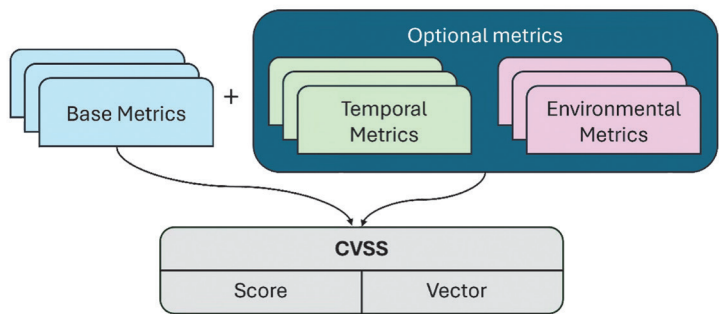 Optional metrics
Base Metrics
+
Temporal
Metrics
Environmental
Metrics
CVSS
Score
Vector